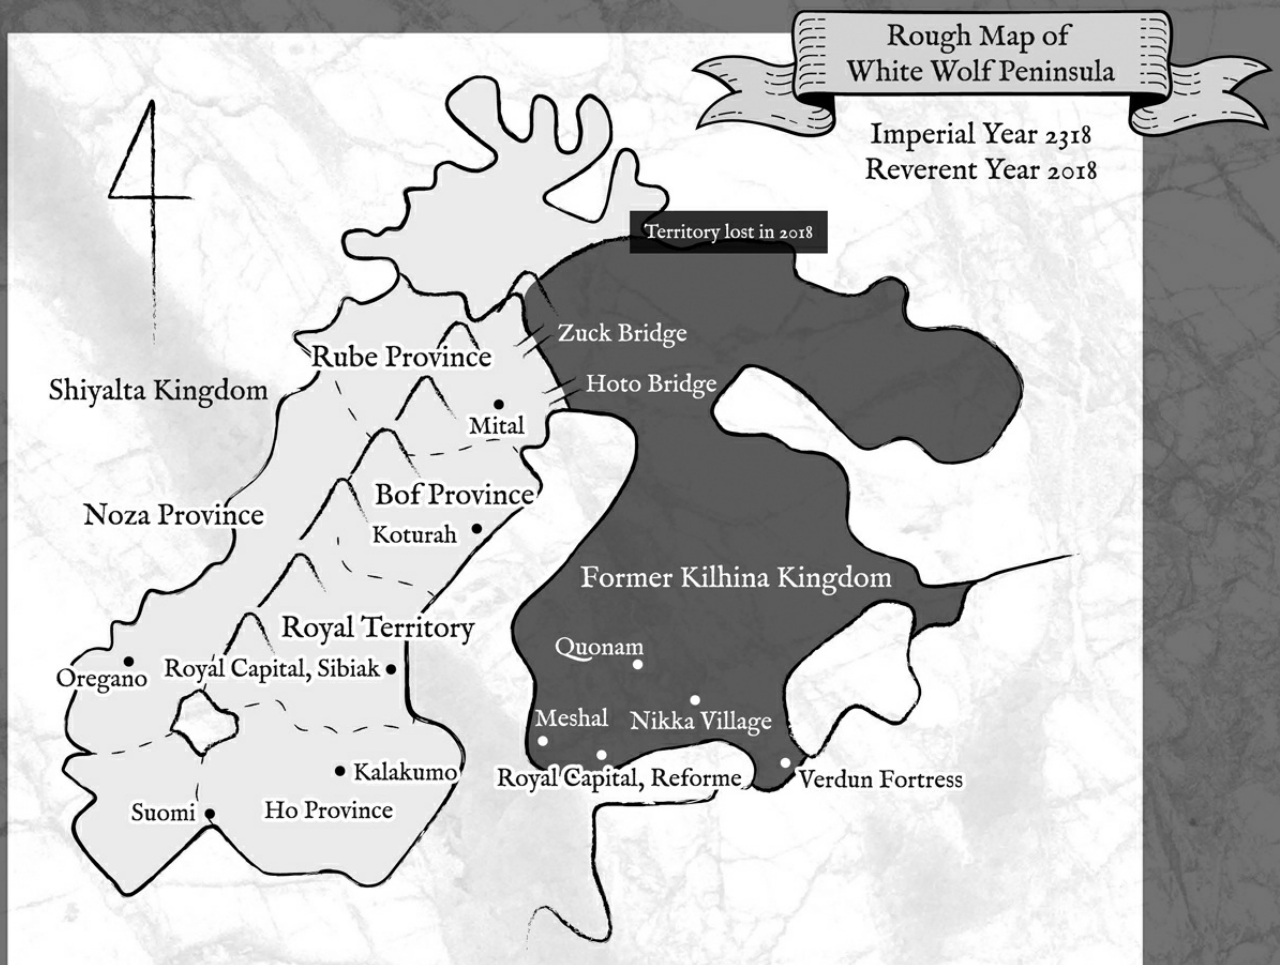 Rough Map of
White Wolf Peninsula
Imperial Year 2318
Reverent Year 2018
Territory lost in 2018
Zuck Bridge
Rube Province
Hoto Bridge
Shiyalta Kingdom
Mital
Bof Province
Noza Province
Koturah
Former Kilhina Kingdom
Royal Territory
Quonam
Royal Capital, Sibiak
Oregano
Meshal
Nikka Village
Kalakumo
Royal Capital, Reforme
Verdun Fortress
Suomi
Ho Province